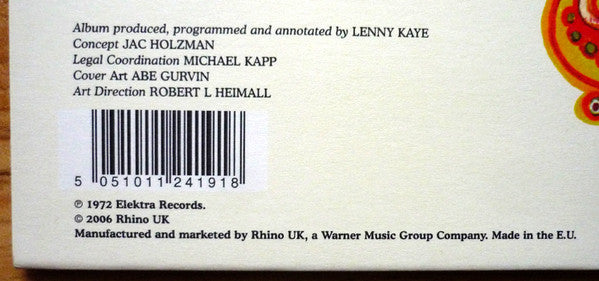 Album produced, programmed and annotated by LENNY KAYE
Concept JAC HOLZMAN
Legal Coordination MICHAEL KAPP
Cover Art ABE GURVIN
Art Direction ROBERT L HEIMALL
5 051011 241918
℗ 1972 Elektra Records.
© 2006 Rhino UK
Manufactured and marketed by Rhino UK, a Warner Music Group Company. Made in the E.U.